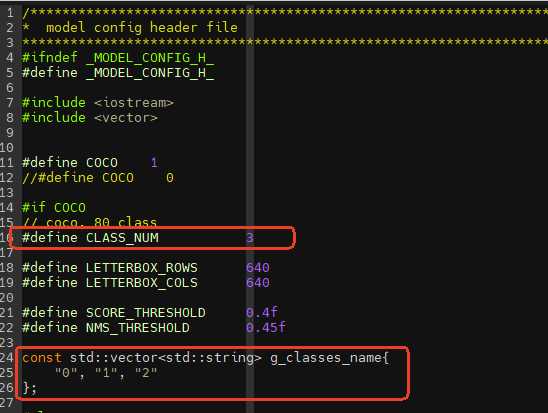 1 /*****************************************************************
2 *  model config header file
3 ******************************************************************
4 #ifndef _MODEL_CONFIG_H_
5 #define _MODEL_CONFIG_H_
6
7 #include <iostream>
8 #include <vector>
9
10
11 #define COCO    1
12 //#define COCO    0
13
14 #if COCO
15 // coco, 80 class
16 #define CLASS_NUM           3
17
18 #define LETTERBOX_ROWS      640
19 #define LETTERBOX_COLS      640
20
21 #define SCORE_THRESHOLD     0.4f
22 #define NMS_THRESHOLD       0.45f
23
24 const std::vector<std::string> g_classes_name{
25     "0", "1", "2"
26 };
27